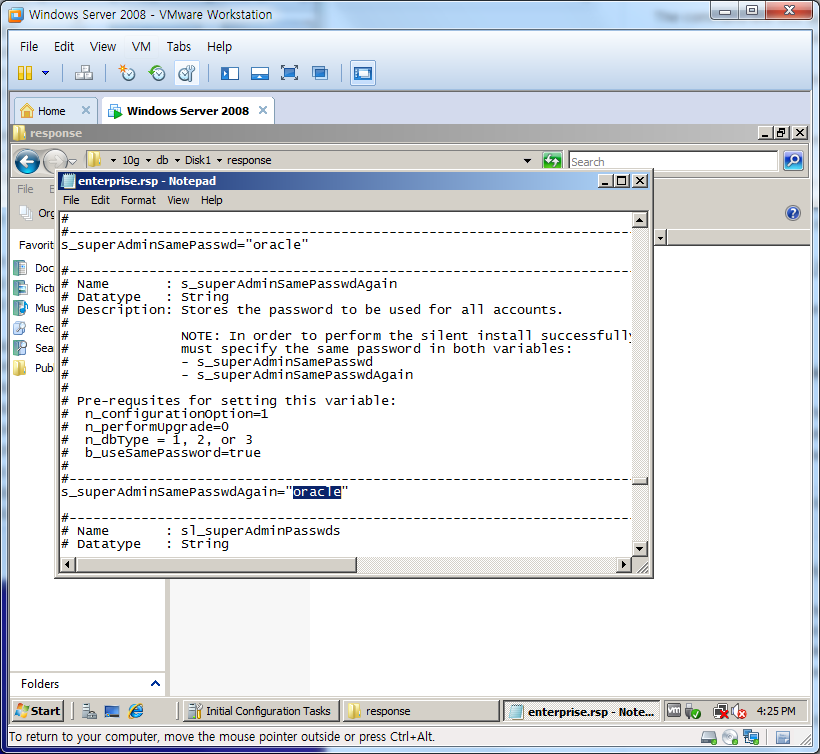 Windows Server 2008 - VMware Workstation
File Edit View VM Tabs Help
Home Windows Server 2008
response
10g db Disk1 response Search
File
Org
enterprise.rsp - Notepad
File Edit Format View Help
#
#---------------------------------------------------------------------
s_superAdminSamePasswd="oracle"
#---------------------------------------------------------------------
# Name : s_superAdminSamePasswdAgain
# Datatype : String
# Description: Stores the password to be used for all accounts.
#
# NOTE: In order to perform the silent install successfully
# must specify the same password in both variables:
# - s_superAdminSamePasswd
# - s_superAdminSamePasswdAgain
#
# Pre-requsites for setting this variable:
# n_configurationOption=1
# n_performUpgrade=0
# n_dbType = 1, 2, or 3
# b_useSamePassword=true
#
#---------------------------------------------------------------------
s_superAdminSamePasswdAgain="oracle"
#---------------------------------------------------------------------
# Name : sl_superAdminPasswds
# Datatype : String
Favorit
Doc
Pict
Mus
Rec
Sea
Pub
Folders
Start Initial Configuration Tasks response enterprise.rsp - Note... vm 4:25 PM
To return to your computer, move the mouse pointer outside or press Ctrl+Alt.